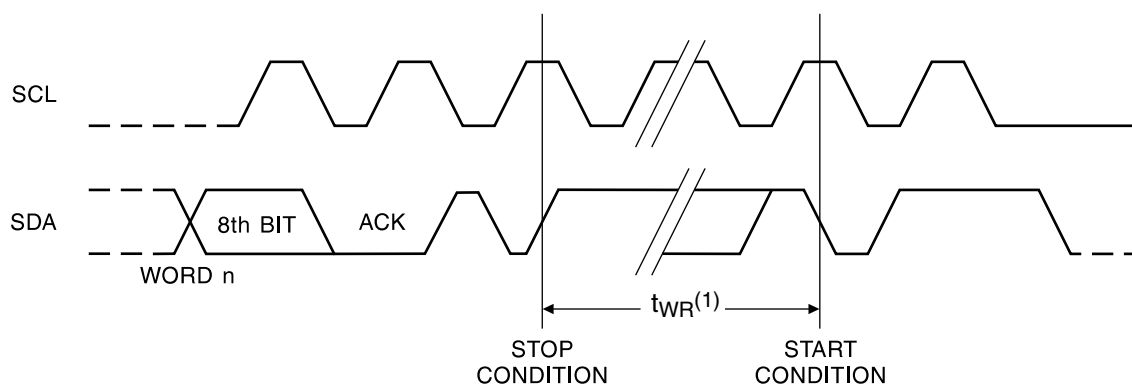 SCL
SDA
8th BIT
ACK
WORD n
tWR(1)
STOP
CONDITION
START
CONDITION